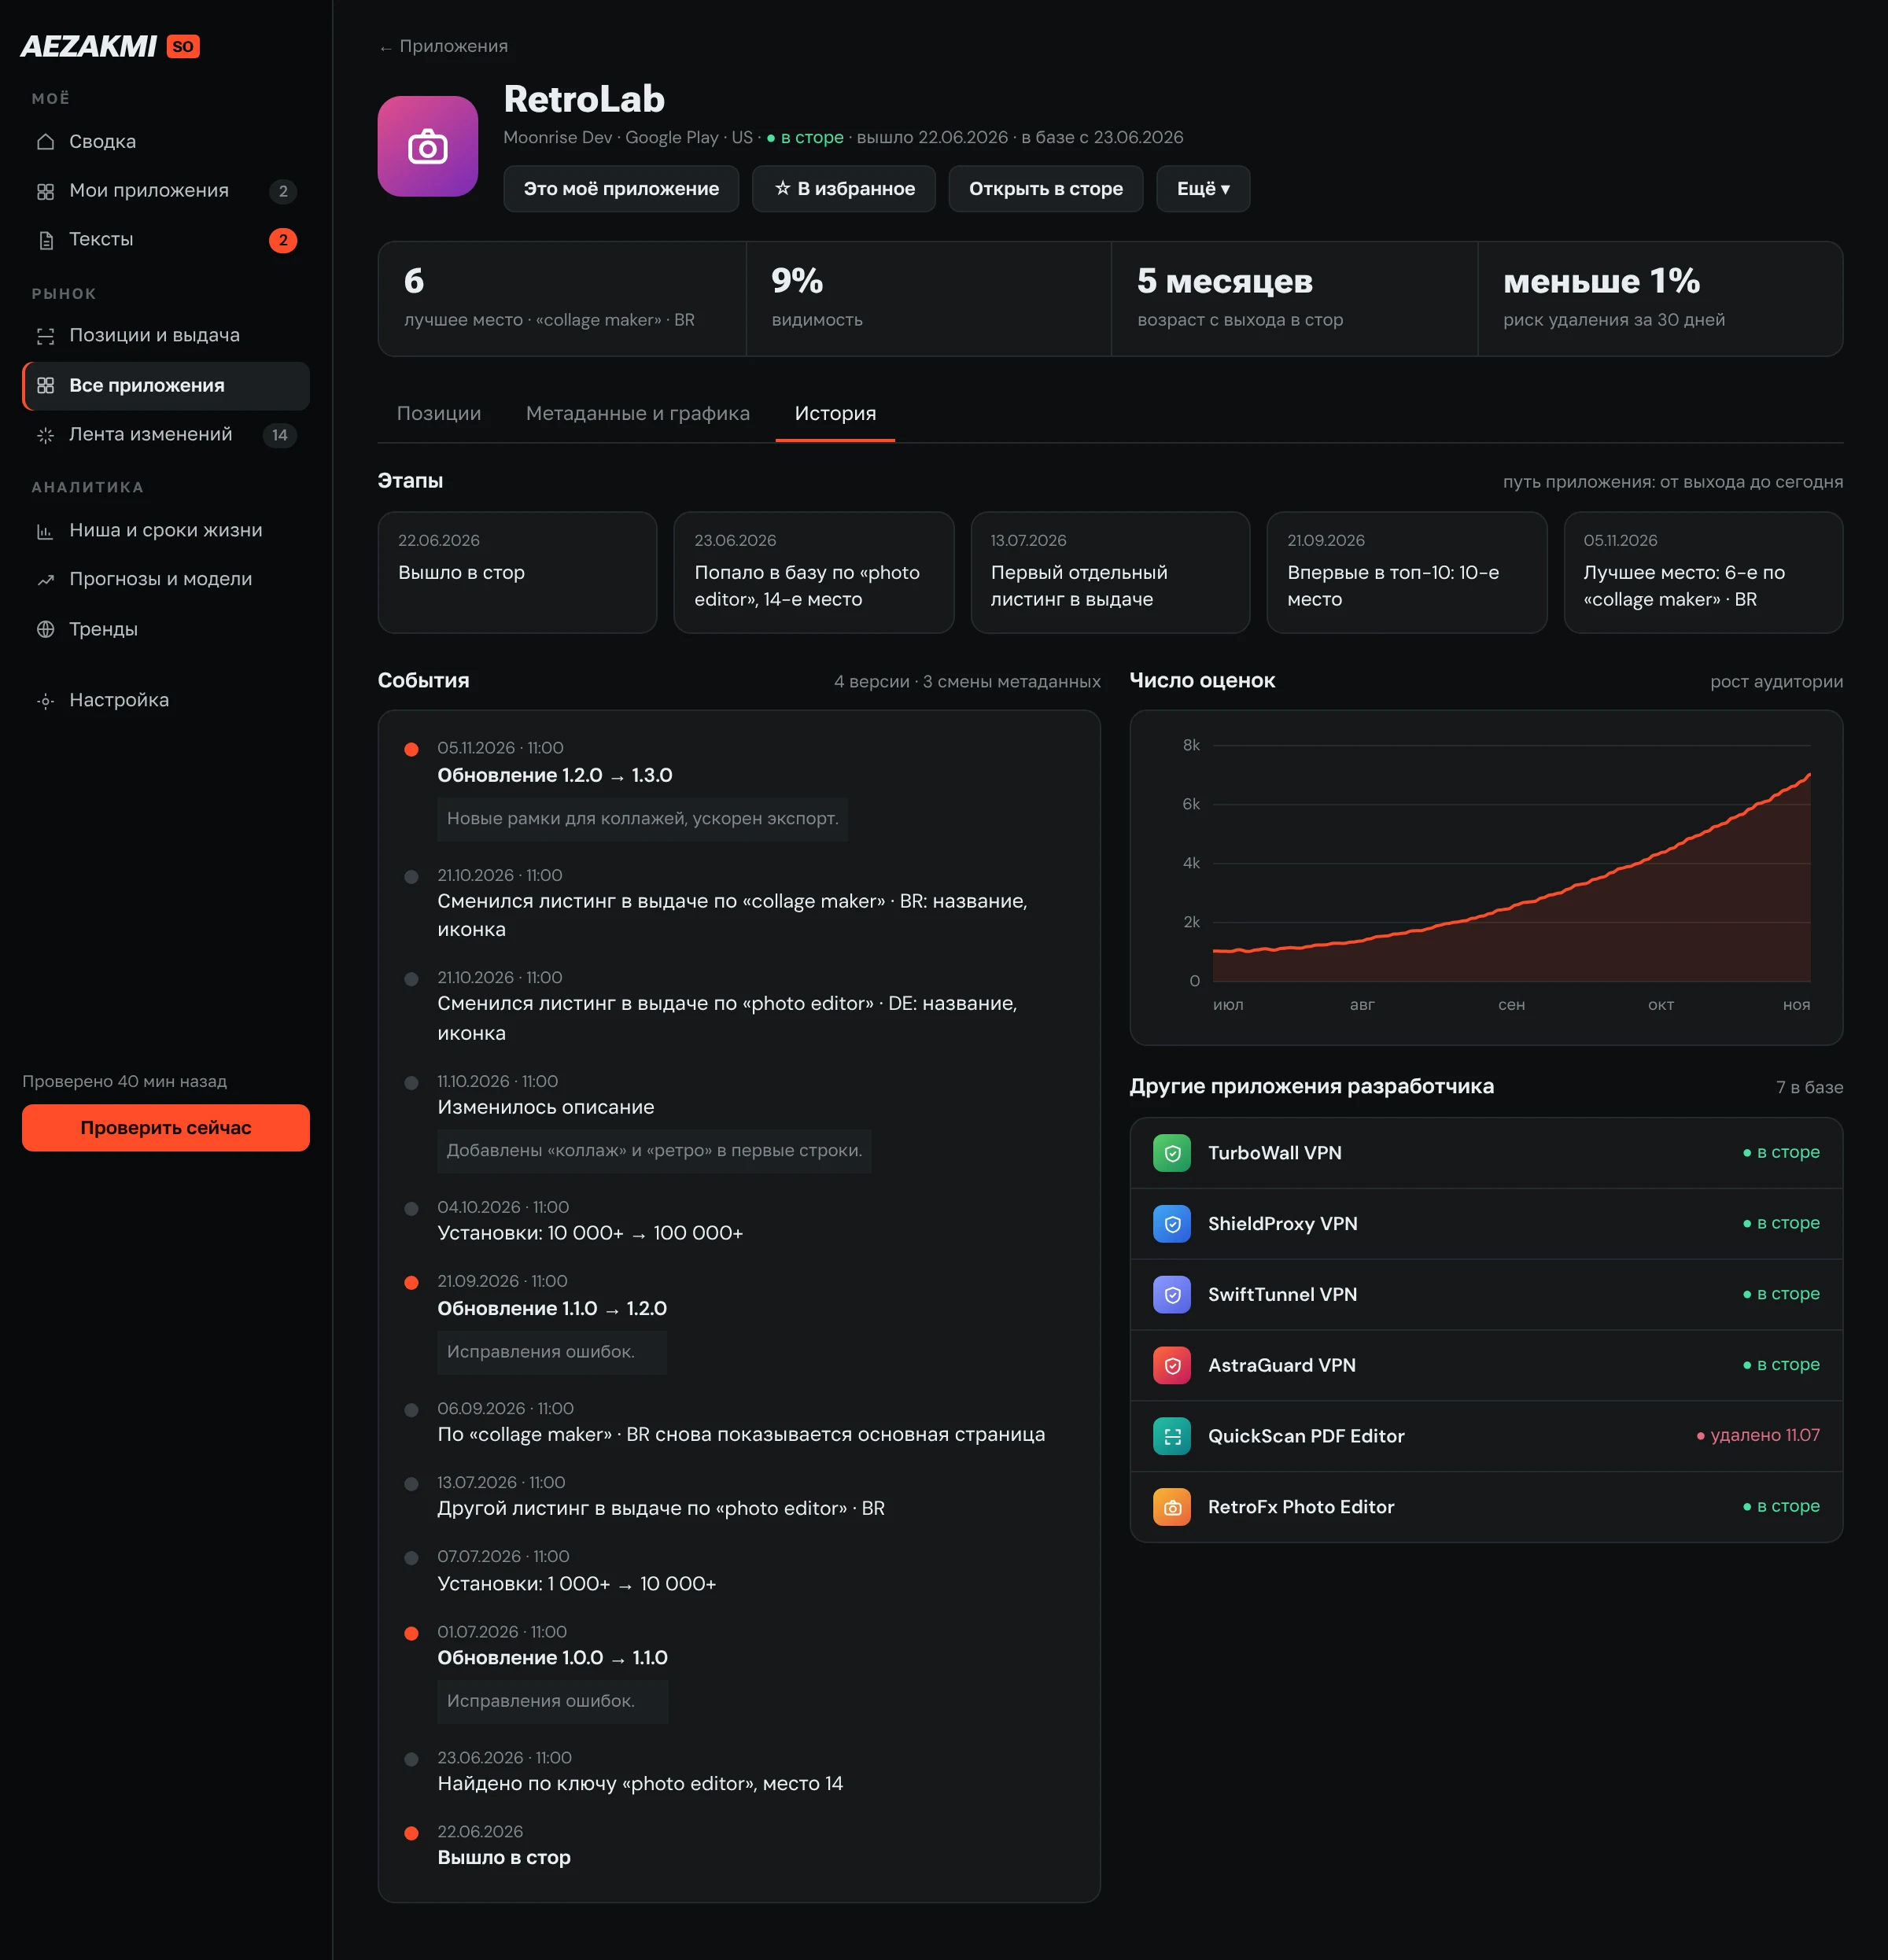 AEZAKMI SO
МОЁ
Сводка
Мои приложения 2
Тексты 2
РЫНОК
Позиции и выдача
Все приложения
Лента изменений 14
АНАЛИТИКА
Ниша и сроки жизни
Прогнозы и модели
Тренды
Настройка
Проверено 40 мин назад
Проверить сейчас
← Приложения
RetroLab
Moonrise Dev · Google Play · US · ● в сторе · вышло 22.06.2026 · в базе с 23.06.2026
Это моё приложение
☆ В избранное
Открыть в сторе
Ещё ▾
6
лучшее место · «collage maker» · BR
9%
видимость
5 месяцев
возраст с выхода в стор
меньше 1%
риск удаления за 30 дней
Позиции
Метаданные и графика
История
Этапы
путь приложения: от выхода до сегодня
22.06.2026
Вышло в стор
23.06.2026
Попало в базу по «photo
editor», 14-е место
13.07.2026
Первый отдельный
листинг в выдаче
21.09.2026
Впервые в топ-10: 10-е
место
05.11.2026
Лучшее место: 6-е по
«collage maker» · BR
События
4 версии · 3 смены метаданных
05.11.2026 · 11:00
Обновление 1.2.0 → 1.3.0
Новые рамки для коллажей, ускорен экспорт.
21.10.2026 · 11:00
Сменился листинг в выдаче по «collage maker» · BR: название,
иконка
21.10.2026 · 11:00
Сменился листинг в выдаче по «photo editor» · DE: название,
иконка
11.10.2026 · 11:00
Изменилось описание
Добавлены «коллаж» и «ретро» в первые строки.
04.10.2026 · 11:00
Установки: 10 000+ → 100 000+
21.09.2026 · 11:00
Обновление 1.1.0 → 1.2.0
Исправления ошибок.
06.09.2026 · 11:00
По «collage maker» · BR снова показывается основная страница
13.07.2026 · 11:00
Другой листинг в выдаче по «photo editor» · BR
07.07.2026 · 11:00
Установки: 1 000+ → 10 000+
01.07.2026 · 11:00
Обновление 1.0.0 → 1.1.0
Исправления ошибок.
23.06.2026 · 11:00
Найдено по ключу «photo editor», место 14
22.06.2026
Вышло в стор
Число оценок
рост аудитории
8k
6k
4k
2k
0
июл авг сен окт ноя
Другие приложения разработчика
7 в базе
TurboWall VPN ● в сторе
ShieldProxy VPN ● в сторе
SwiftTunnel VPN ● в сторе
AstraGuard VPN ● в сторе
QuickScan PDF Editor ● удалено 11.07
RetroFx Photo Editor ● в сторе